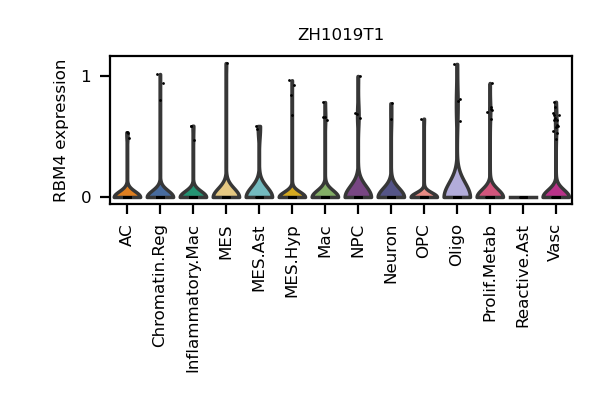 ZH1019T1
RBM4 expression
1
0
AC
Chromatin.Reg
Inflammatory.Mac
MES
MES.Ast
MES.Hyp
Mac
NPC
Neuron
OPC
Oligo
Prolif.Metab
Reactive.Ast
Vasc